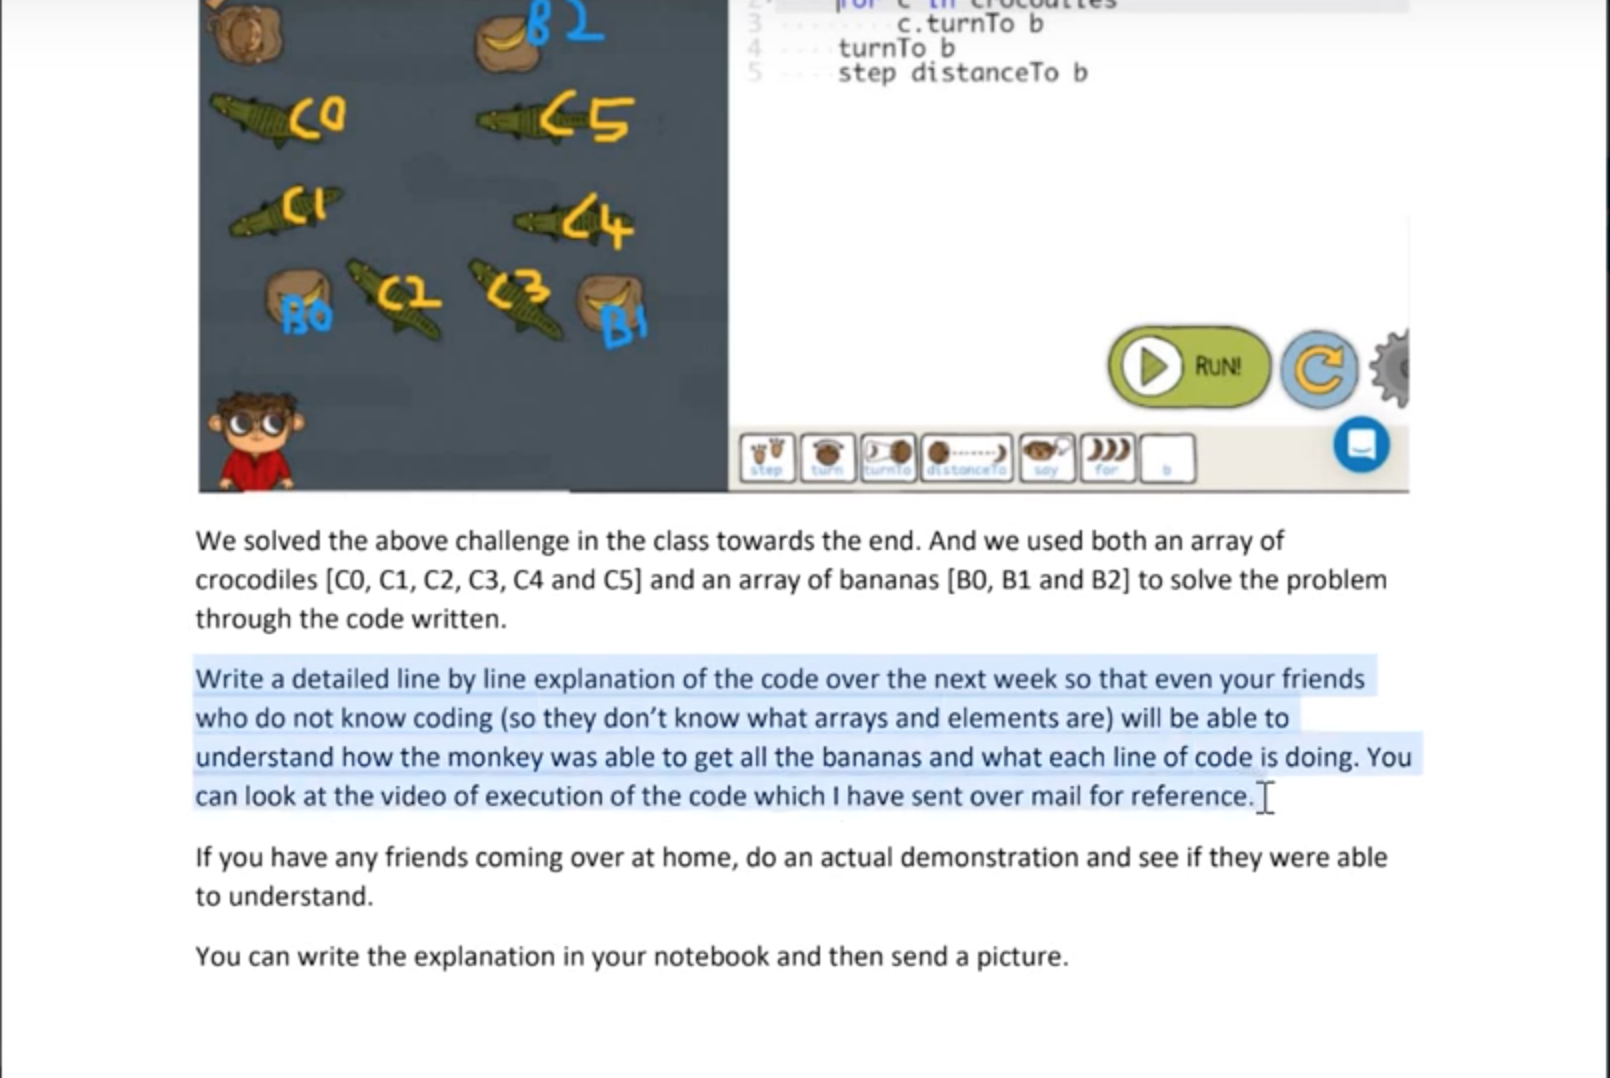 B2
for c in crocodiles
3 c.turnTo b
4 turnTo b
5 step distanceTo b
C0
C5
C1
C4
C2
C3
B0
B1
RUN!
step turn turnTo distanceTo say for b
We solved the above challenge in the class towards the end. And we used both an array of
crocodiles [C0, C1, C2, C3, C4 and C5] and an array of bananas [B0, B1 and B2] to solve the problem
through the code written.
Write a detailed line by line explanation of the code over the next week so that even your friends
who do not know coding (so they don't know what arrays and elements are) will be able to
understand how the monkey was able to get all the bananas and what each line of code is doing. You
can look at the video of execution of the code which I have sent over mail for reference.
If you have any friends coming over at home, do an actual demonstration and see if they were able
to understand.
You can write the explanation in your notebook and then send a picture.